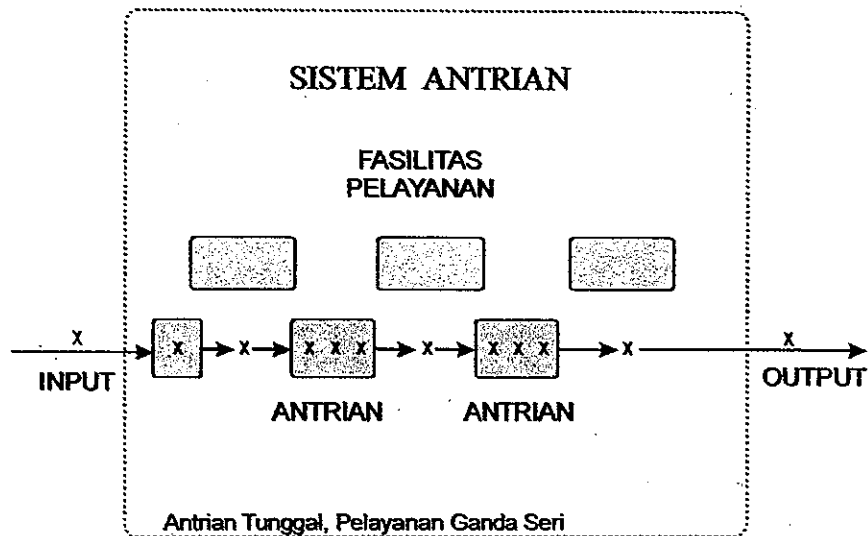 SISTEM ANTRIAN
FASILITAS
PELAYANAN
X
X
X
X X X
X
X X X
X
X
INPUT
OUTPUT
ANTRIAN
ANTRIAN
Antrian Tunggal, Pelayanan Ganda Seri